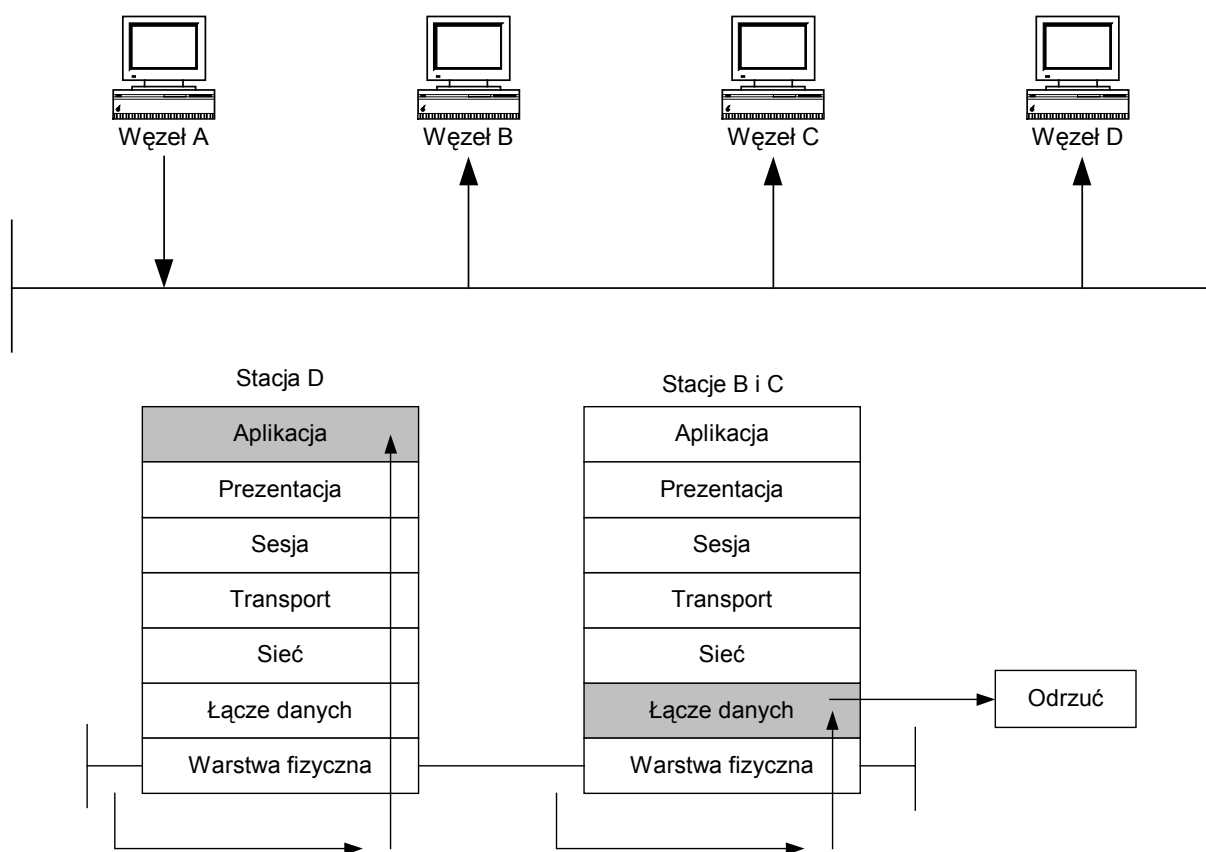 Węzeł A
Węzeł B
Węzeł C
Węzeł D
Stacja D
Aplikacja
Prezentacja
Sesja
Transport
Sieć
Łącze danych
Warstwa fizyczna
Stacje B i C
Aplikacja
Prezentacja
Sesja
Transport
Sieć
Łącze danych
Warstwa fizyczna
Odrzuć